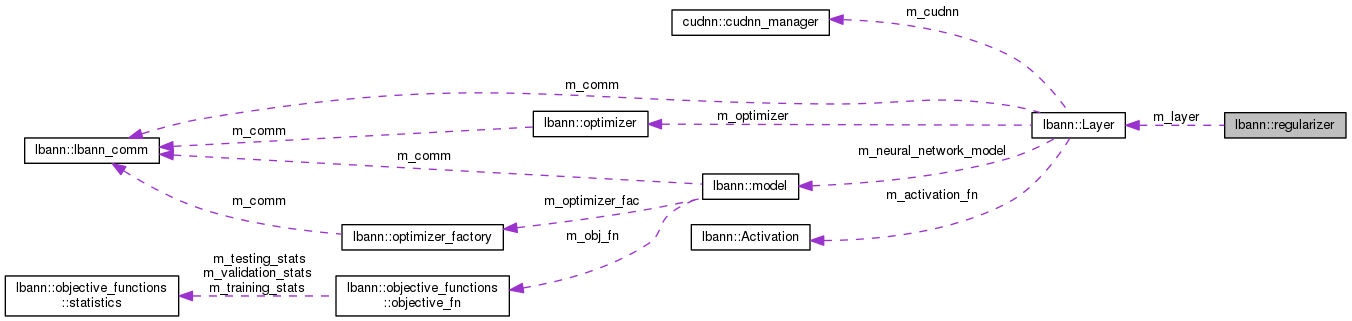 cudnn::cudnn_manager
m_cudnn
m_comm
lbann::optimizer
m_optimizer
lbann::Layer
m_layer
lbann::regularizer
m_comm
lbann::lbann_comm
m_comm
m_neural_network_model
lbann::model
m_activation_fn
m_comm
m_optimizer_fac
lbann::optimizer_factory
m_obj_fn
lbann::Activation
m_testing_stats
m_validation_stats
m_training_stats
lbann::objective_functions
::statistics
lbann::objective_functions
::objective_fn